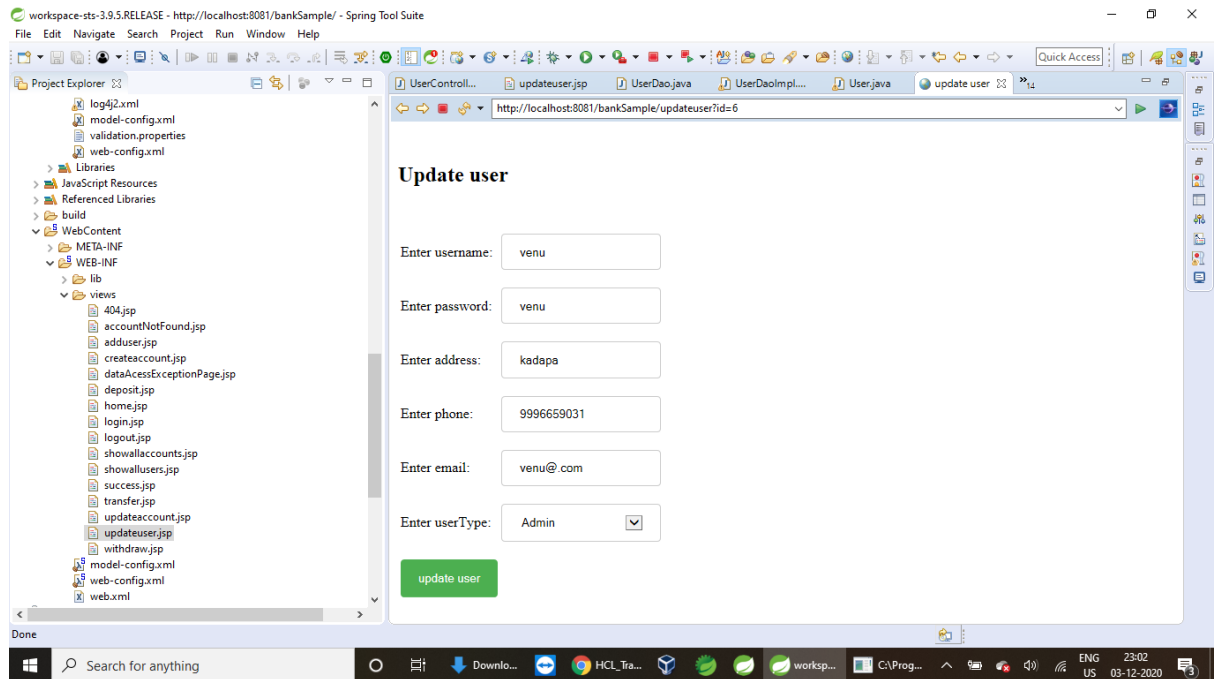 workspace-sts-3.9.5.RELEASE - http://localhost:8081/bankSample/ - Spring Tool Suite
File Edit Navigate Search Project Run Window Help
Quick Access
Project Explorer
UserControll...
updateuser.jsp
UserDao.java
UserDaoImpl....
User.java
update user
»14
http://localhost:8081/bankSample/updateuser?id=6
log4j2.xml
model-config.xml
validation.properties
web-config.xml
Libraries
JavaScript Resources
Referenced Libraries
build
WebContent
META-INF
WEB-INF
lib
views
404.jsp
accountNotFound.jsp
adduser.jsp
createaccount.jsp
dataAcessExceptionPage.jsp
deposit.jsp
home.jsp
login.jsp
logout.jsp
showallaccounts.jsp
showallusers.jsp
success.jsp
transfer.jsp
updateaccount.jsp
updateuser.jsp
withdraw.jsp
model-config.xml
web-config.xml
web.xml
Update user
Enter username: venu
Enter password: venu
Enter address: kadapa
Enter phone: 9996659031
Enter email: venu@.com
Enter userType: Admin
update user
Done
Search for anything
Downlo...
HCL_Tra...
worksp...
C:\Prog...
ENG
US
23:02
03-12-2020
3